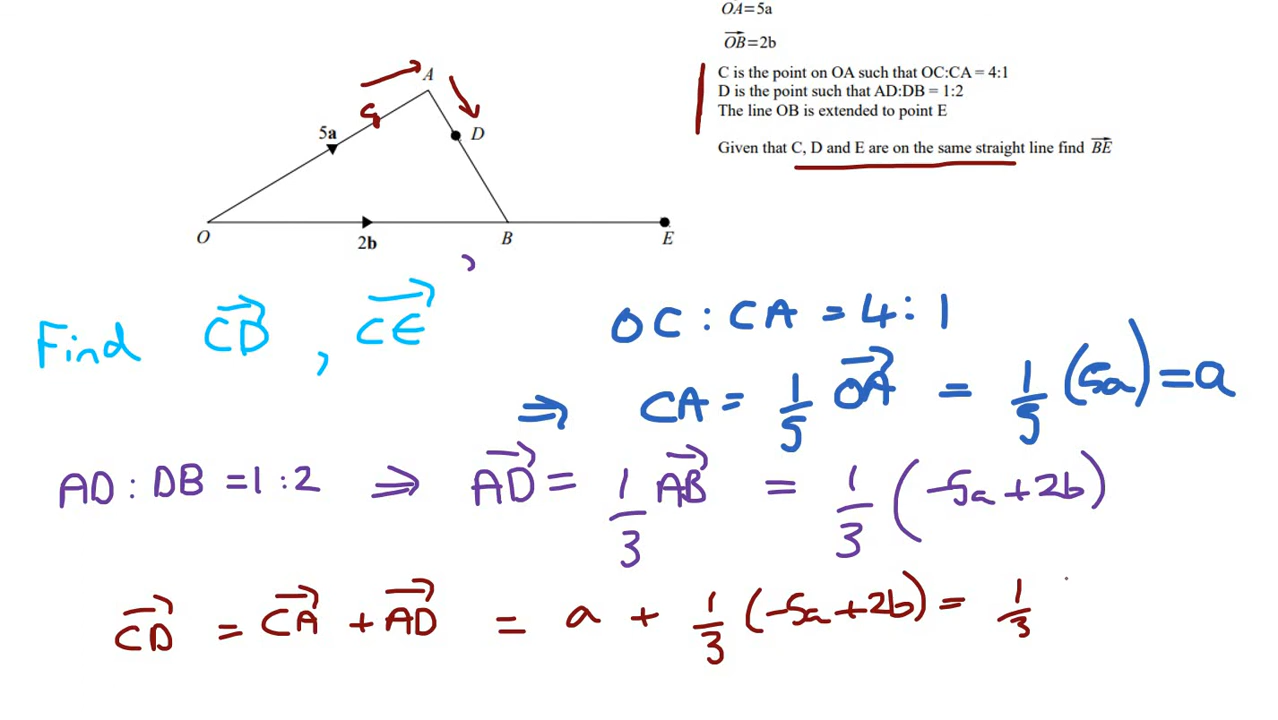 OA=5a
OB=2b
C is the point on OA such that OC:CA = 4:1
D is the point such that AD:DB = 1:2
The line OB is extended to point E
Given that C, D and E are on the same straight line find BE
A
C
5a
D
O
2b
B
E
Find CD , CE ,
OC : CA = 4 : 1
⇒ CA = 1/5 OA = 1/5 (5a) = a
AD : DB = 1 : 2 ⇒ AD = 1/3 AB = 1/3 (-5a + 2b)
CD = CA + AD = a + 1/3 (-5a + 2b) = 1/3